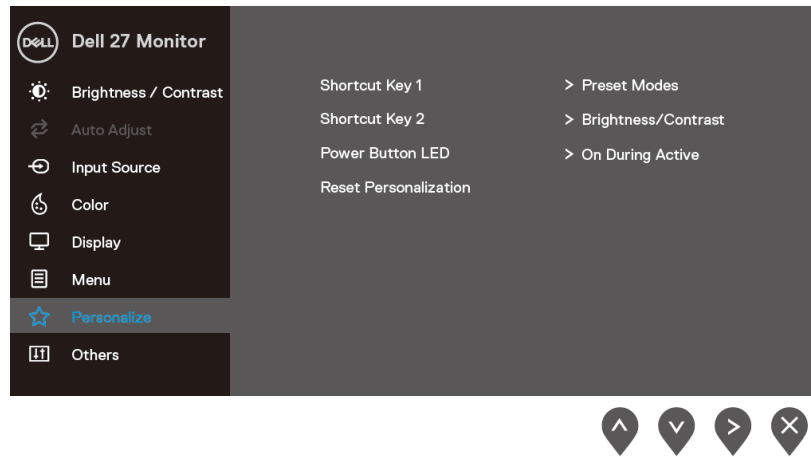 DELL Dell 27 Monitor
Brightness / Contrast
Auto Adjust
Input Source
Color
Display
Menu
Personalize
Others
Shortcut Key 1 > Preset Modes
Shortcut Key 2 > Brightness/Contrast
Power Button LED > On During Active
Reset Personalization